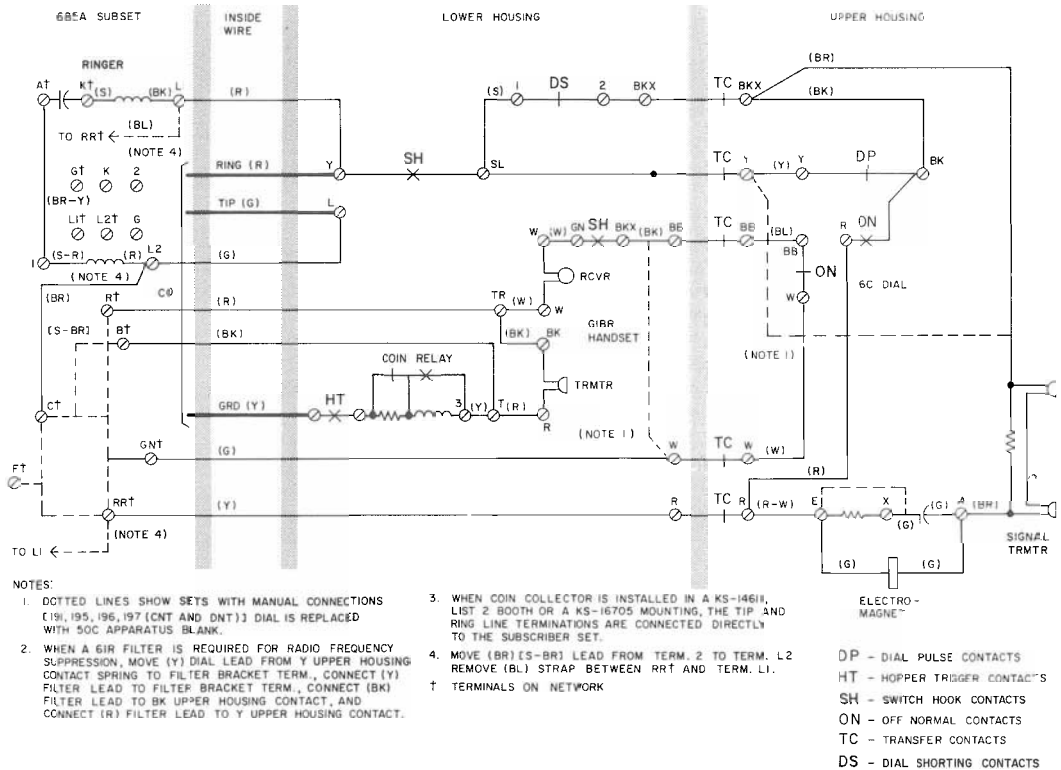 685A SUBSET
INSIDE
WIRE
LOWER HOUSING
UPPER HOUSING
RINGER
A† K† (S) (BK) L (R)
(S) 1 DS 2 BKX TC BKX (BR)
(BK)
(BL)
TO RR†
(NOTE 4)
RING (R) Y SH SL TC Y (Y) Y DP BK
G† K 2
(BR-Y)
TIP (G) L
L1† L2† G
W (W) GN SH BKX (BK) BB TC BB (BL) R ON
BB
1 (S-R) (R) L2 (G)
(NOTE 4)
RCVR
ON
6C DIAL
(BR)
R† (R) TR (W) W
W
[S-BR] B† (BK) (BK) BK
G1BR
HANDSET
(NOTE 1)
COIN RELAY
TRMTR
C†
GRD (Y) HT 3 (Y) T (R) R
(NOTE 1)
GN† (G) W TC W (W)
(R)
F†
RR† (Y) R TC R (R-W) E X (G) A (BR)
(NOTE 4)
TO L1
(G) (G)
SIGNAL
TRMTR
ELECTRO-
MAGNET
NOTES:
1. DOTTED LINES SHOW SETS WITH MANUAL CONNECTIONS
[191, 195, 196, 197 (CNT AND DNT)] DIAL IS REPLACED
WITH 50C APPARATUS BLANK.
2. WHEN A 61R FILTER IS REQUIRED FOR RADIO FREQUENCY
SUPPRESSION, MOVE (Y) DIAL LEAD FROM Y UPPER HOUSING
CONTACT SPRING TO FILTER BRACKET TERM., CONNECT (Y)
FILTER LEAD TO FILTER BRACKET TERM., CONNECT (BK)
FILTER LEAD TO BK UPPER HOUSING CONTACT, AND
CONNECT (R) FILTER LEAD TO Y UPPER HOUSING CONTACT.
3. WHEN COIN COLLECTOR IS INSTALLED IN A KS-14611,
LIST 2 BOOTH OR A KS-16705 MOUNTING, THE TIP AND
RING LINE TERMINATIONS ARE CONNECTED DIRECTLY
TO THE SUBSCRIBER SET.
4. MOVE (BR) [S-BR] LEAD FROM TERM. 2 TO TERM. L2
REMOVE (BL) STRAP BETWEEN RR† AND TERM. L1.
† TERMINALS ON NETWORK
DP - DIAL PULSE CONTACTS
HT - HOPPER TRIGGER CONTACTS
SH - SWITCH HOOK CONTACTS
ON - OFF NORMAL CONTACTS
TC - TRANSFER CONTACTS
DS - DIAL SHORTING CONTACTS